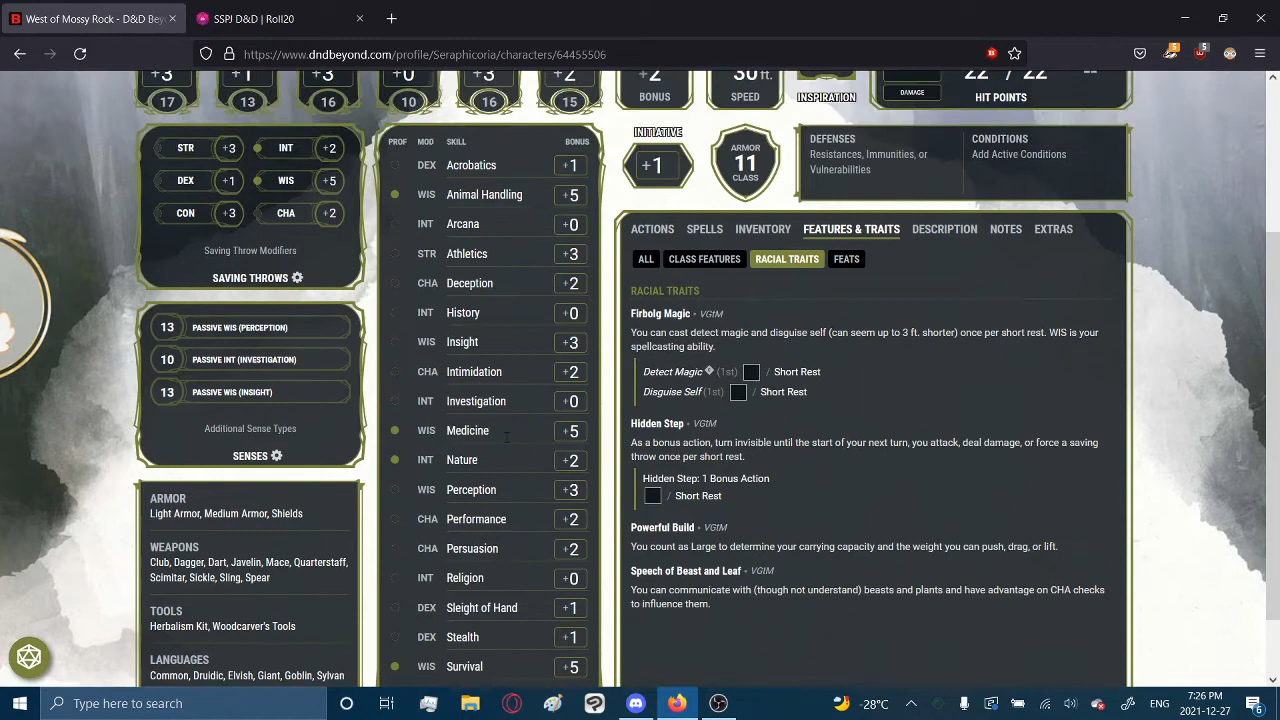 West of Mossy Rock - D&D Bey
SSPJ D&D | Roll20
https://www.dndbeyond.com/profile/Seraphimia/characters/64455506
5
5
+3
+1
+3
+0
+3
+2
+2
30 ft.
22 / 22
--
17
13
16
10
16
15
BONUS
SPEED
INSPIRATION
DAMAGE
HIT POINTS
STR +3 INT +2
DEX +1 WIS +5
CON +3 CHA +2
Saving Throw Modifiers
SAVING THROWS
13 PASSIVE WIS (PERCEPTION)
10 PASSIVE INT (INVESTIGATION)
13 PASSIVE WIS (INSIGHT)
Additional Sense Types
SENSES
ARMOR
Light Armor, Medium Armor, Shields
WEAPONS
Club, Dagger, Dart, Javelin, Mace, Quarterstaff,
Scimitar, Sickle, Sling, Spear
TOOLS
Herbalism Kit, Woodcarver's Tools
LANGUAGES
Common, Druidic, Elvish, Giant, Goblin, Sylvan
PROF MOD SKILL BONUS
DEX Acrobatics +1
WIS Animal Handling +5
INT Arcana +0
STR Athletics +3
CHA Deception +2
INT History +0
WIS Insight +3
CHA Intimidation +2
INT Investigation +0
WIS Medicine +5
INT Nature +2
WIS Perception +3
CHA Performance +2
CHA Persuasion +2
INT Religion +0
DEX Sleight of Hand +1
DEX Stealth +1
WIS Survival +5
INITIATIVE
+1
ARMOR
11
CLASS
DEFENSES
Resistances, Immunities, or
Vulnerabilities
CONDITIONS
Add Active Conditions
ACTIONS SPELLS INVENTORY FEATURES & TRAITS DESCRIPTION NOTES EXTRAS
ALL CLASS FEATURES RACIAL TRAITS FEATS
RACIAL TRAITS
Firbolg Magic • VGtM
You can cast detect magic and disguise self (can seem up to 3 ft. shorter) once per short rest. WIS is your
spellcasting ability.
Detect Magic (1st) / Short Rest
Disguise Self (1st) / Short Rest
Hidden Step • VGtM
As a bonus action, turn invisible until the start of your next turn, you attack, deal damage, or force a saving
throw once per short rest.
Hidden Step: 1 Bonus Action
/ Short Rest
Powerful Build • VGtM
You count as Large to determine your carrying capacity and the weight you can push, drag, or lift.
Speech of Beast and Leaf • VGtM
You can communicate with (though not understand) beasts and plants and have advantage on CHA checks
to influence them.
Type here to search
-28°C
ENG
7:26 PM
2021-12-27
6